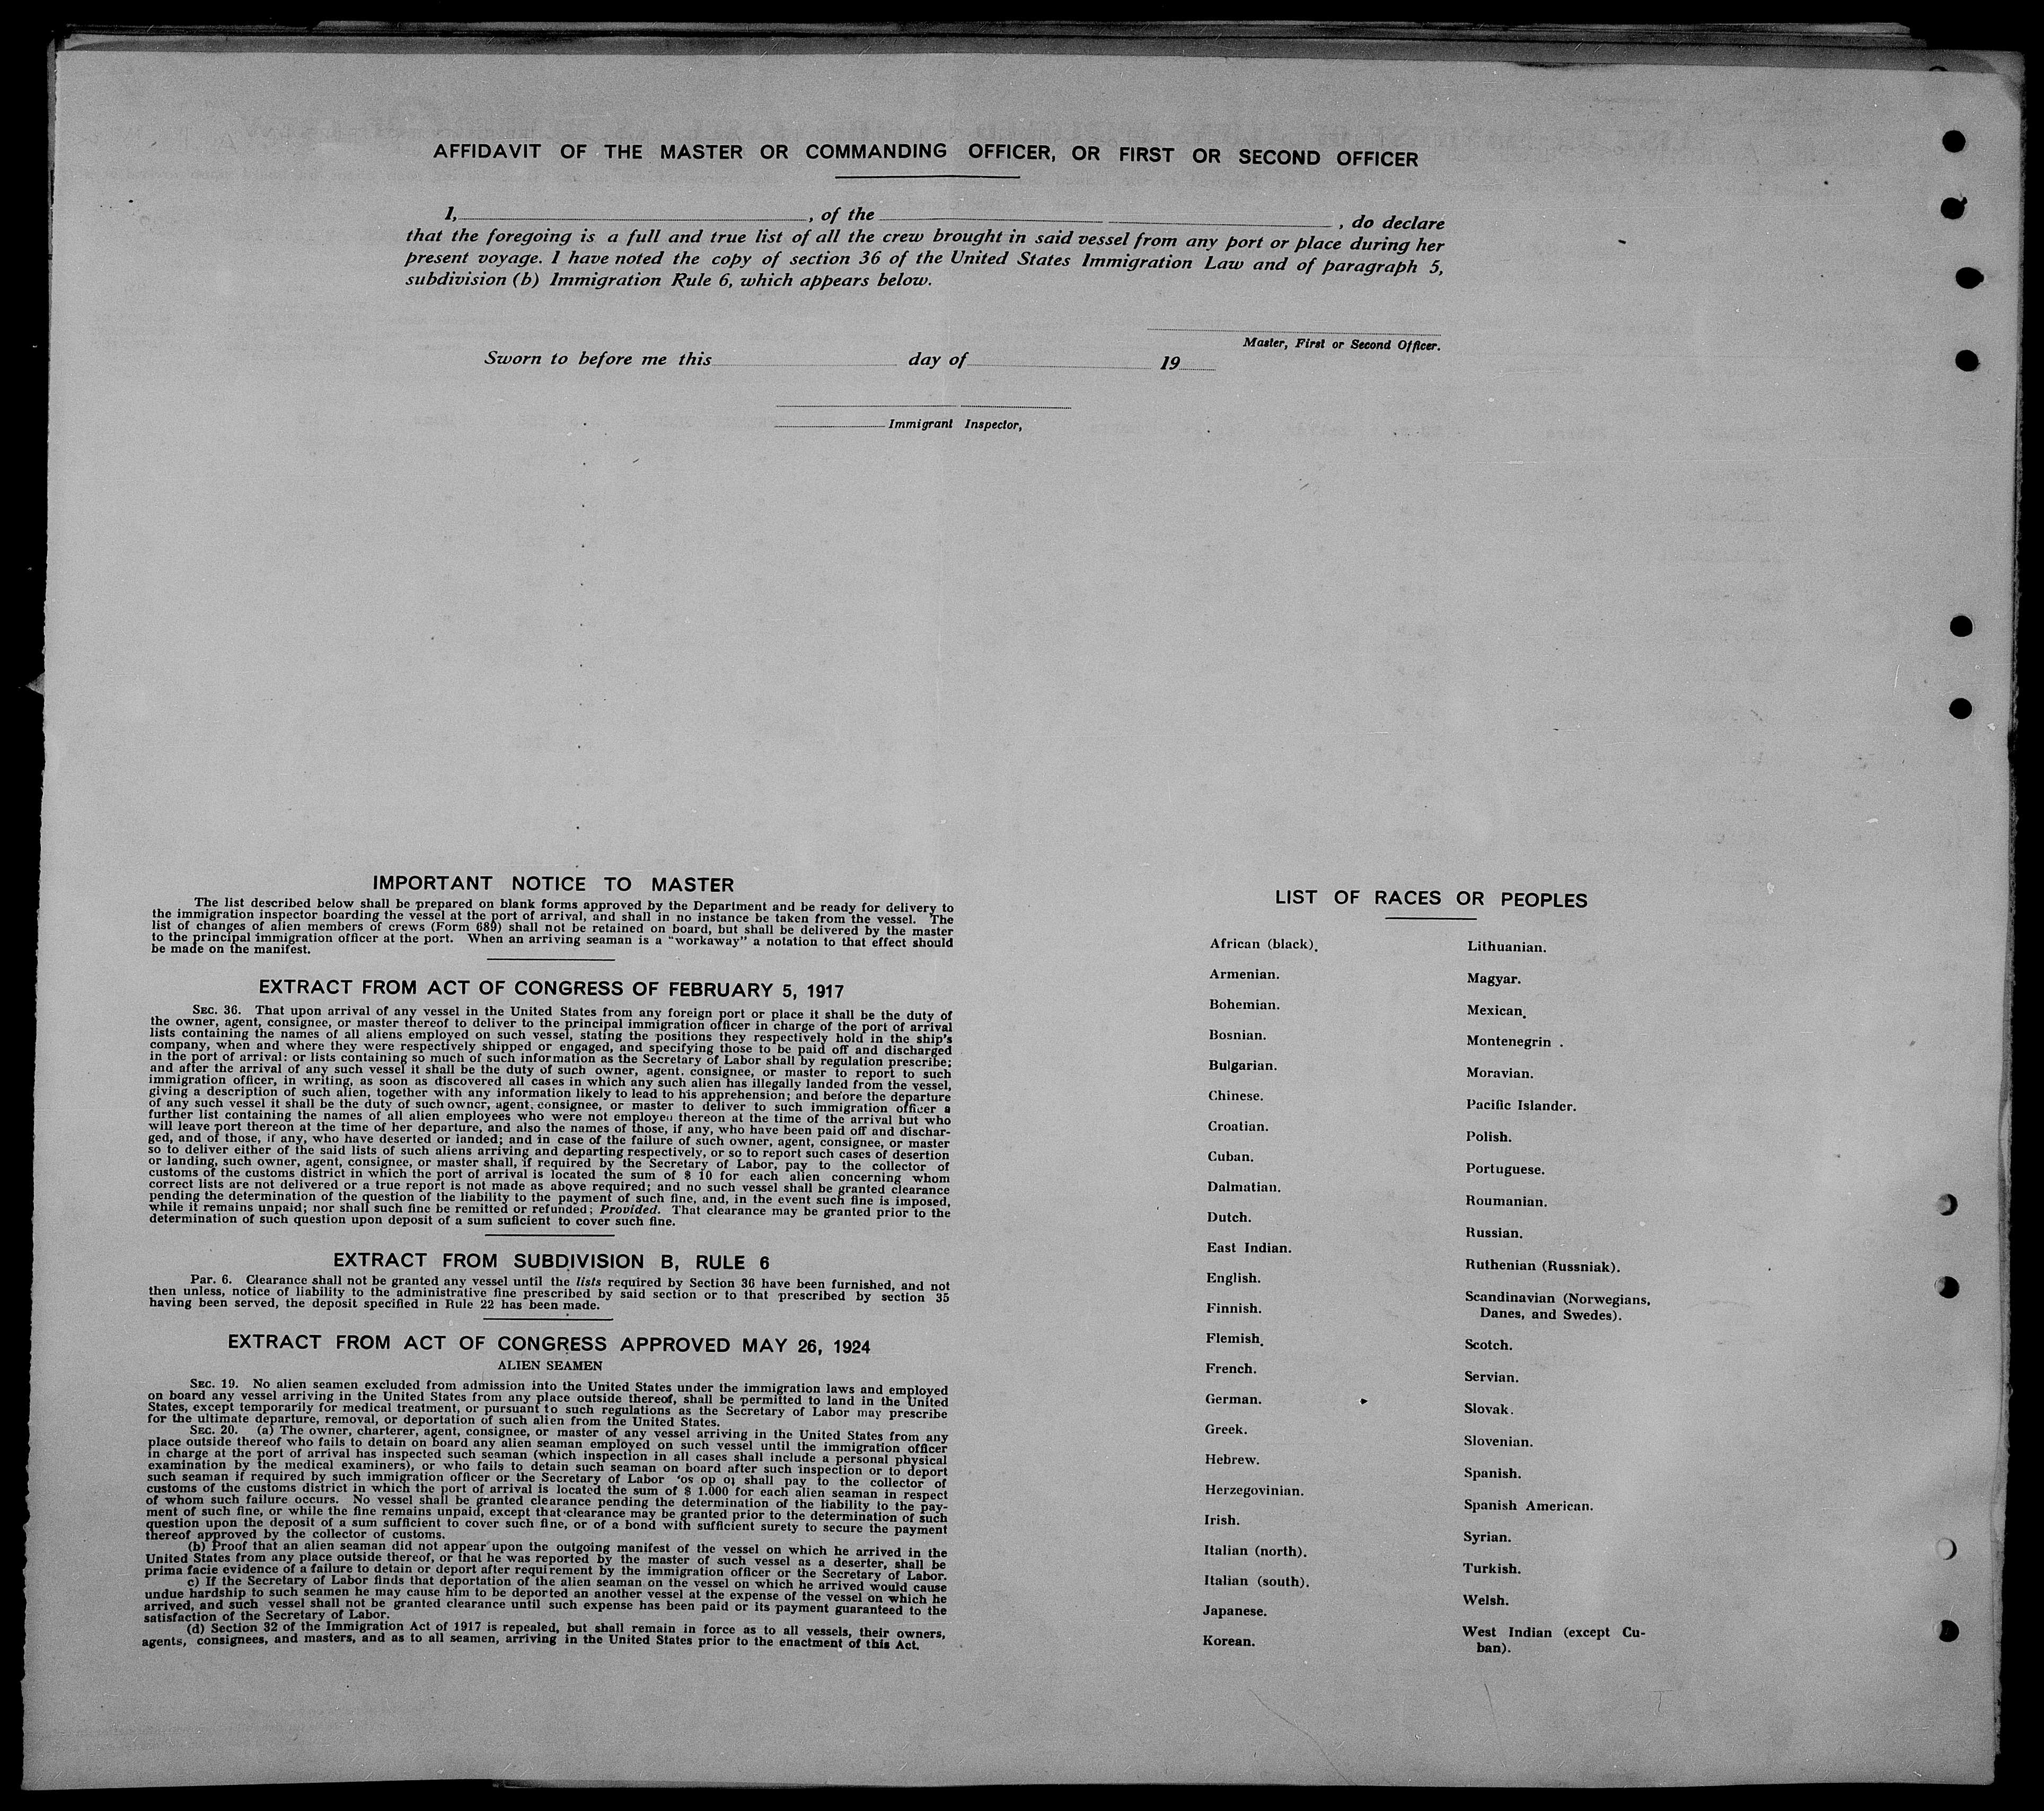 AFFIDAVIT OF THE MASTER OR COMMANDING OFFICER, OR FIRST OR SECOND OFFICER
I, , of the , do declare
that the foregoing is a full and true list of all the crew brought in said vessel from any port or place during her
present voyage. I have noted the copy of section 36 of the United States Immigration Law and of paragraph 5,
subdivision (b) Immigration Rule 6, which appears below.
Master, First or Second Officer.
Sworn to before me this day of 19
Immigrant Inspector,
IMPORTANT NOTICE TO MASTER
The list described below shall be prepared on blank forms approved by the Department and be ready for delivery to
the immigration inspector boarding the vessel at the port of arrival, and shall in no instance be taken from the vessel. The
list of changes of alien members of crews (Form 689) shall not be retained on board, but shall be delivered by the master
to the principal immigration officer at the port. When an arriving seaman is a "workaway" a notation to that effect should
be made on the manifest.
EXTRACT FROM ACT OF CONGRESS OF FEBRUARY 5, 1917
SEC. 36. That upon arrival of any vessel in the United States from any foreign port or place it shall be the duty of
the owner, agent, consignee, or master thereof to deliver to the principal immigration officer in charge of the port of arrival
lists containing the names of all aliens employed on such vessel, stating the positions they respectively hold in the ship's
company, when and where they were respectively shipped or engaged, and specifying those to be paid off and discharged
in the port of arrival: or lists containing so much of such information as the Secretary of Labor shall by regulation prescribe;
and after the arrival of any such vessel it shall be the duty of such owner, agent, consignee, or master to report to such
immigration officer, in writing, as soon as discovered all cases in which any such alien has illegally landed from the vessel,
giving a description of such alien, together with any information likely to lead to his apprehension; and before the departure
of any such vessel it shall be the duty of such owner, agent, consignee, or master to deliver to such immigration officer a
further list containing the names of all alien employees who were not employed thereon at the time of the arrival but who
will leave port thereon at the time of her departure, and also the names of those, if any, who have been paid off and dischar-
ged, and of those, if any, who have deserted or landed; and in case of the failure of such owner, agent, consignee, or master
so to deliver either of the said lists of such aliens arriving and departing respectively, or so to report such cases of desertion
or landing, such owner, agent, consignee, or master shall, if required by the Secretary of Labor, pay to the collector of
customs of the customs district in which the port of arrival is located the sum of $ 10 for each alien concerning whom
correct lists are not delivered or a true report is not made as above required; and no such vessel shall be granted clearance
pending the determination of the question of the liability to the payment of such fine, and, in the event such fine is imposed,
while it remains unpaid; nor shall such fine be remitted or refunded; Provided. That clearance may be granted prior to the
determination of such question upon deposit of a sum suficient to cover such fine.
EXTRACT FROM SUBDIVISION B, RULE 6
Par. 6. Clearance shall not be granted any vessel until the lists required by Section 36 have been furnished, and not
then unless, notice of liability to the administrative fine prescribed by said section or to that prescribed by section 35
having been served, the deposit specified in Rule 22 has been made.
EXTRACT FROM ACT OF CONGRESS APPROVED MAY 26, 1924
ALIEN SEAMEN
SEC. 19. No alien seamen excluded from admission into the United States under the immigration laws and employed
on board any vessel arriving in the United States from any place outside thereof, shall be permitted to land in the United
States, except temporarily for medical treatment, or pursuant to such regulations as the Secretary of Labor may prescribe
for the ultimate departure, removal, or deportation of such alien from the United States.
SEC. 20. (a) The owner, charterer, agent, consignee, or master of any vessel arriving in the United States from any
place outside thereof who fails to detain on board any alien seaman employed on such vessel until the immigration officer
in charge at the port of arrival has inspected such seaman (which inspection in all cases shall include a personal physical
examination by the medical examiners), or who fails to detain such seaman on board after such inspection or to deport
such seaman if required by such immigration officer or the Secretary of Labor 'os op oı shall pay to the collector of
customs of the customs district in which the port of arrival is located the sum of $ 1.000 for each alien seaman in respect
of whom such failure occurs. No vessel shall be granted clearance pending the determination of the liability to the pay-
ment of such fine, or while the fine remains unpaid, except that clearance may be granted prior to the determination of such
question upon the deposit of a sum sufficient to cover such fine, or of a bond with sufficient surety to secure the payment
thereof approved by the collector of customs.
(b) Proof that an alien seaman did not appear upon the outgoing manifest of the vessel on which he arrived in the
United States from any place outside thereof, or that he was reported by the master of such vessel as a deserter, shall be
prima facie evidence of a failure to detain or deport after requirement by the immigration officer or the Secretary of Labor.
c) If the Secretary of Labor finds that deportation of the alien seaman on the vessel on which he arrived would cause
undue hardship to such seamen he may cause him to be deported an another vessel at the expense of the vessel on which he
arrived, and such vessel shall not be granted clearance until such expense has been paid or its payment guaranteed to the
satisfaction of the Secretary of Labor.
(d) Section 32 of the Immigration Act of 1917 is repealed, but shall remain in force as to all vessels, their owners,
agents, consignees, and masters, and as to all seamen, arriving in the United States prior to the enactment of this Act.
LIST OF RACES OR PEOPLES
African (black).
Armenian.
Bohemian.
Bosnian.
Bulgarian.
Chinese.
Croatian.
Cuban.
Dalmatian.
Dutch.
East Indian.
English.
Finnish.
Flemish.
French.
German.
Greek.
Hebrew.
Herzegovinian.
Irish.
Italian (north).
Italian (south).
Japanese.
Korean.
Lithuanian.
Magyar.
Mexican.
Montenegrin .
Moravian.
Pacific Islander.
Polish.
Portuguese.
Roumanian.
Russian.
Ruthenian (Russniak).
Scandinavian (Norwegians,
Danes, and Swedes).
Scotch.
Servian.
Slovak.
Slovenian.
Spanish.
Spanish American.
Syrian.
Turkish.
Welsh.
West Indian (except Cu-
ban).